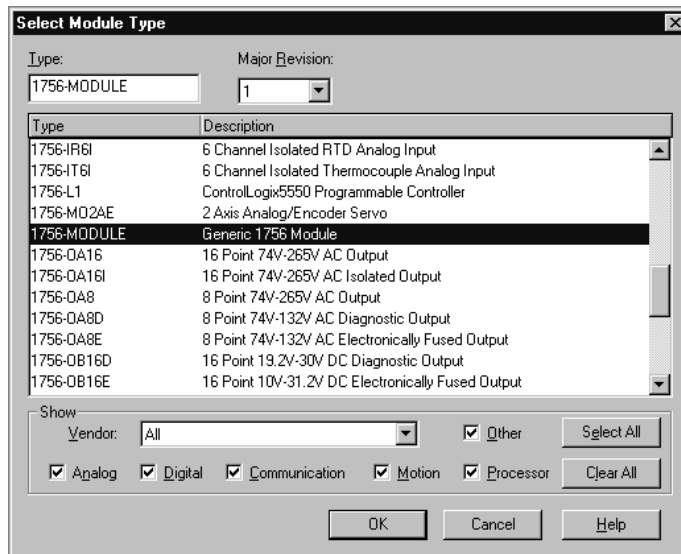 Select Module Type
Type:
Major Revision:
1756-MODULE
1
Type Description
1756-IR6I 6 Channel Isolated RTD Analog Input
1756-IT6I 6 Channel Isolated Thermocouple Analog Input
1756-L1 ControlLogix5550 Programmable Controller
1756-M02AE 2 Axis Analog/Encoder Servo
1756-MODULE Generic 1756 Module
1756-OA16 16 Point 74V-265V AC Output
1756-OA16I 16 Point 74V-265V AC Isolated Output
1756-OA8 8 Point 74V-265V AC Output
1756-OA8D 8 Point 74V-132V AC Diagnostic Output
1756-OA8E 8 Point 74V-132V AC Electronically Fused Output
1756-OB16D 16 Point 19.2V-30V DC Diagnostic Output
1756-OB16E 16 Point 10V-31.2V DC Electronically Fused Output
Show
Vendor: All Other Select All
Analog Digital Communication Motion Processor Clear All
OK Cancel Help